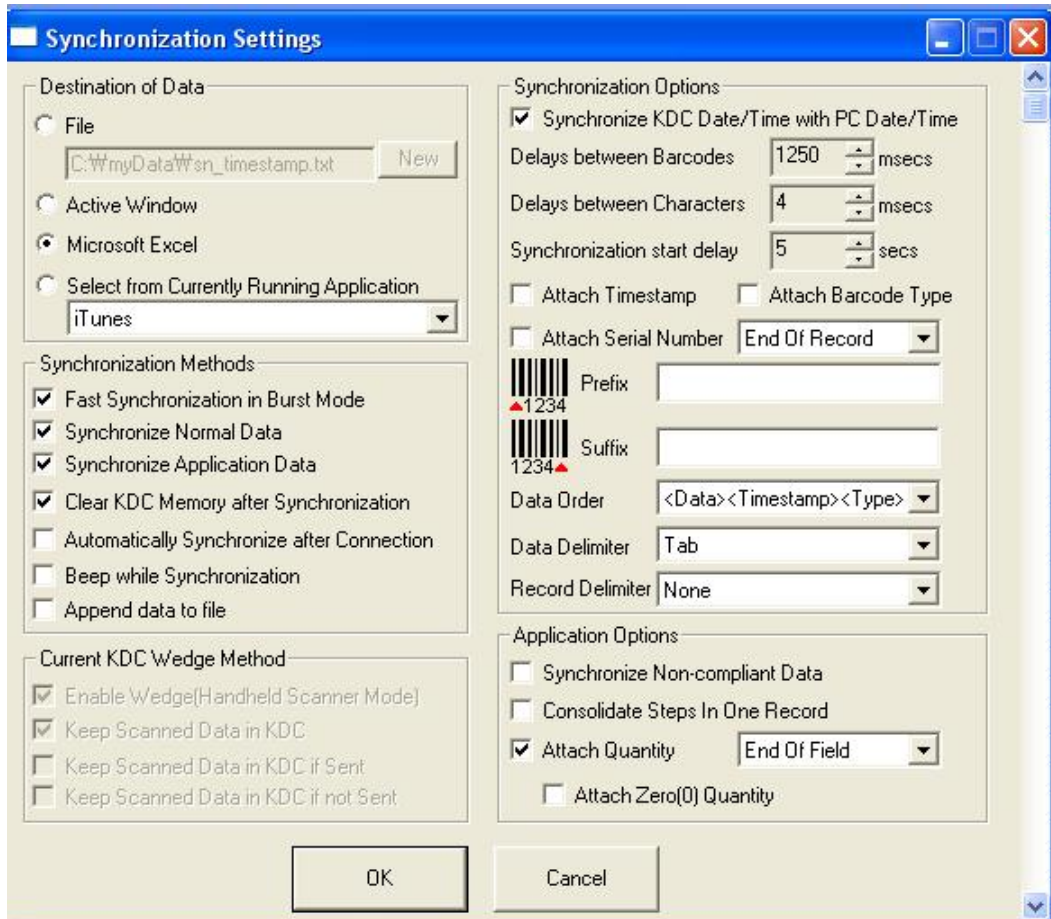 Synchronization Settings
Destination of Data
File
C:₩myData₩sn_timestamp.txt
New
Active Window
Microsoft Excel
Select from Currently Running Application
iTunes
Synchronization Methods
Fast Synchronization in Burst Mode
Synchronize Normal Data
Synchronize Application Data
Clear KDC Memory after Synchronization
Automatically Synchronize after Connection
Beep while Synchronization
Append data to file
Current KDC Wedge Method
Enable Wedge(Handheld Scanner Mode)
Keep Scanned Data in KDC
Keep Scanned Data in KDC if Sent
Keep Scanned Data in KDC if not Sent
Synchronization Options
Synchronize KDC Date/Time with PC Date/Time
Delays between Barcodes 1250 msecs
Delays between Characters 4 msecs
Synchronization start delay 5 secs
Attach Timestamp Attach Barcode Type
Attach Serial Number End Of Record
Prefix
1234
Suffix
1234
Data Order <Data><Timestamp><Type>
Data Delimiter Tab
Record Delimiter None
Application Options
Synchronize Non-compliant Data
Consolidate Steps In One Record
Attach Quantity End Of Field
Attach Zero(0) Quantity
OK Cancel